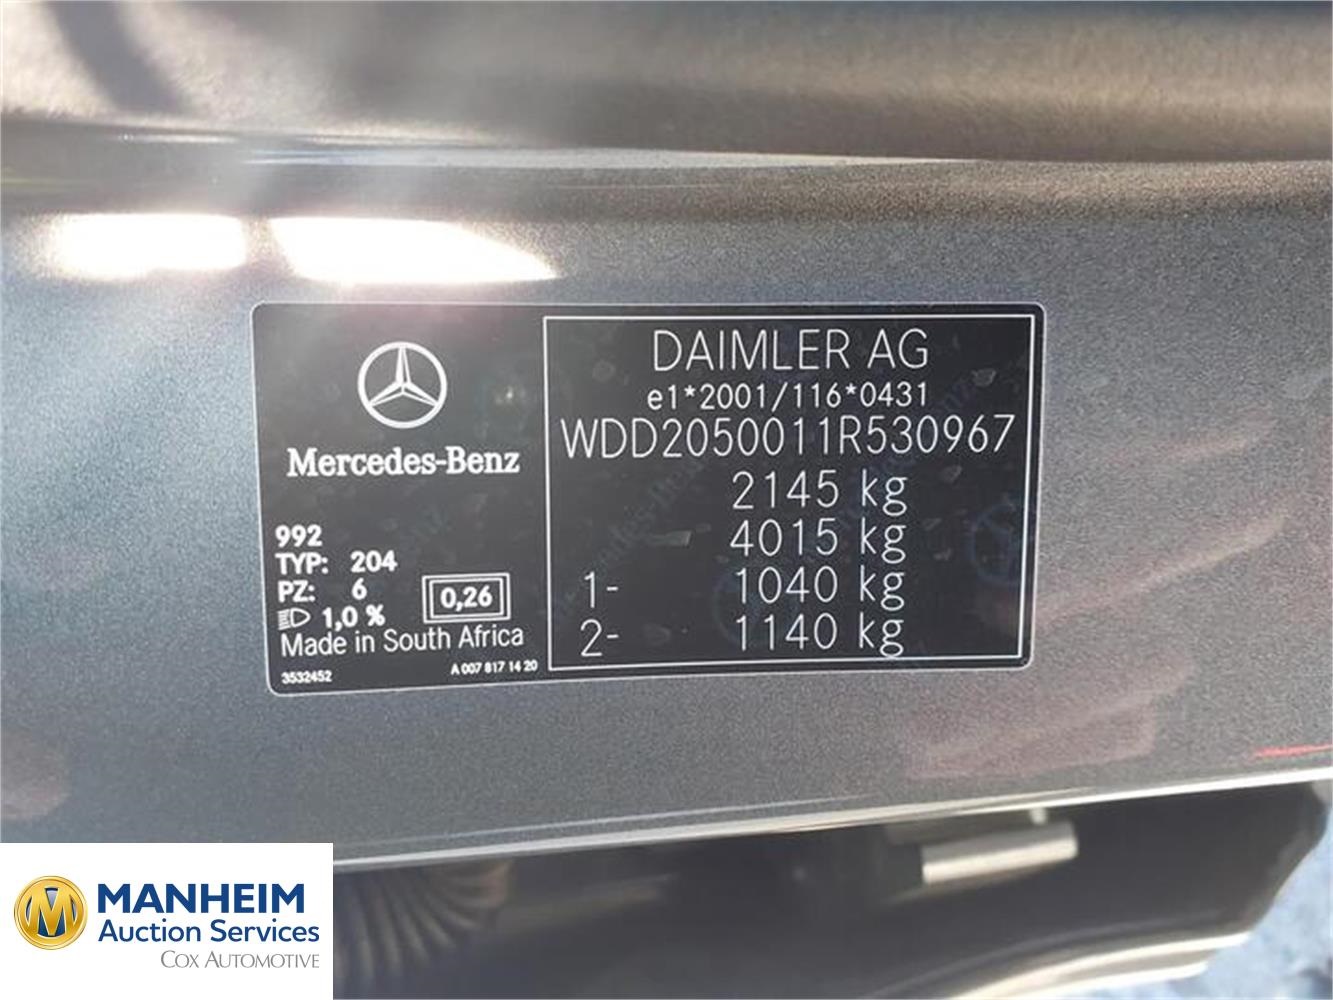 Mercedes-Benz
992
TYP: 204
PZ: 6
1,0 %
0,26
Made in South Africa
3532452
A 007 817 14 20
DAIMLER AG
e1*2001/116*0431
WDD2050011R530967
2145 kg
4015 kg
1- 1040 kg
2- 1140 kg
MANHEIM
Auction Services
COX AUTOMOTIVE